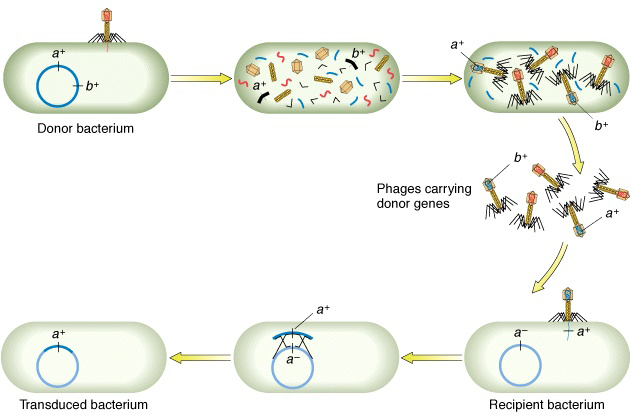 a+
b+
Donor bacterium
b+
a+
a+
b+
b+
Phages carrying
donor genes
a+
a+
a−
Recipient bacterium
a+
a−
a+
Transduced bacterium